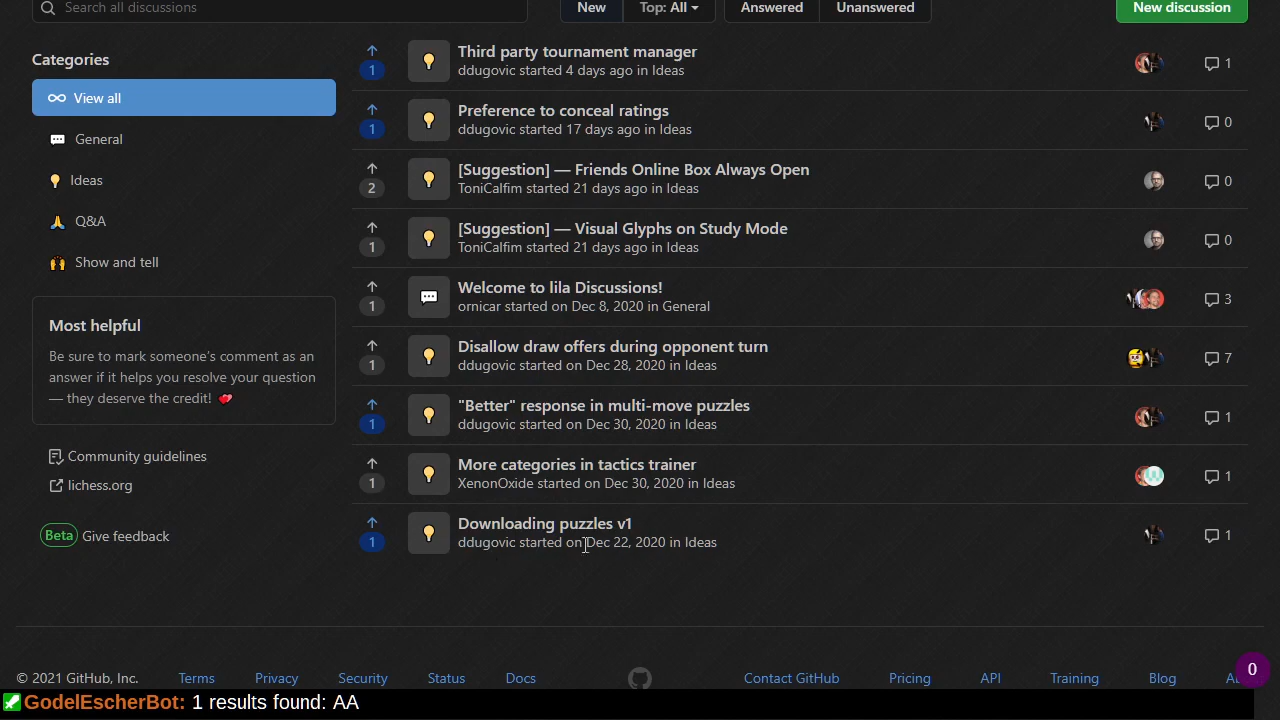 Search all discussions
New
Top: All
Answered
Unanswered
New discussion
Categories
View all
General
Ideas
Q&A
Show and tell
Most helpful
Be sure to mark someone's comment as an
answer if it helps you resolve your question
— they deserve the credit!
Community guidelines
lichess.org
Beta Give feedback
1
Third party tournament manager
ddugovic started 4 days ago in Ideas
1
1
Preference to conceal ratings
ddugovic started 17 days ago in Ideas
0
2
[Suggestion] — Friends Online Box Always Open
ToniCalfim started 21 days ago in Ideas
0
1
[Suggestion] — Visual Glyphs on Study Mode
ToniCalfim started 21 days ago in Ideas
0
1
Welcome to lila Discussions!
ornicar started on Dec 8, 2020 in General
3
1
Disallow draw offers during opponent turn
ddugovic started on Dec 28, 2020 in Ideas
7
1
"Better" response in multi-move puzzles
ddugovic started on Dec 30, 2020 in Ideas
1
1
More categories in tactics trainer
XenonOxide started on Dec 30, 2020 in Ideas
1
1
Downloading puzzles v1
ddugovic started on Dec 22, 2020 in Ideas
1
© 2021 GitHub, Inc.
Terms
Privacy
Security
Status
Docs
Contact GitHub
Pricing
API
Training
Blog
0
GodelEscherBot: 1 results found: AA